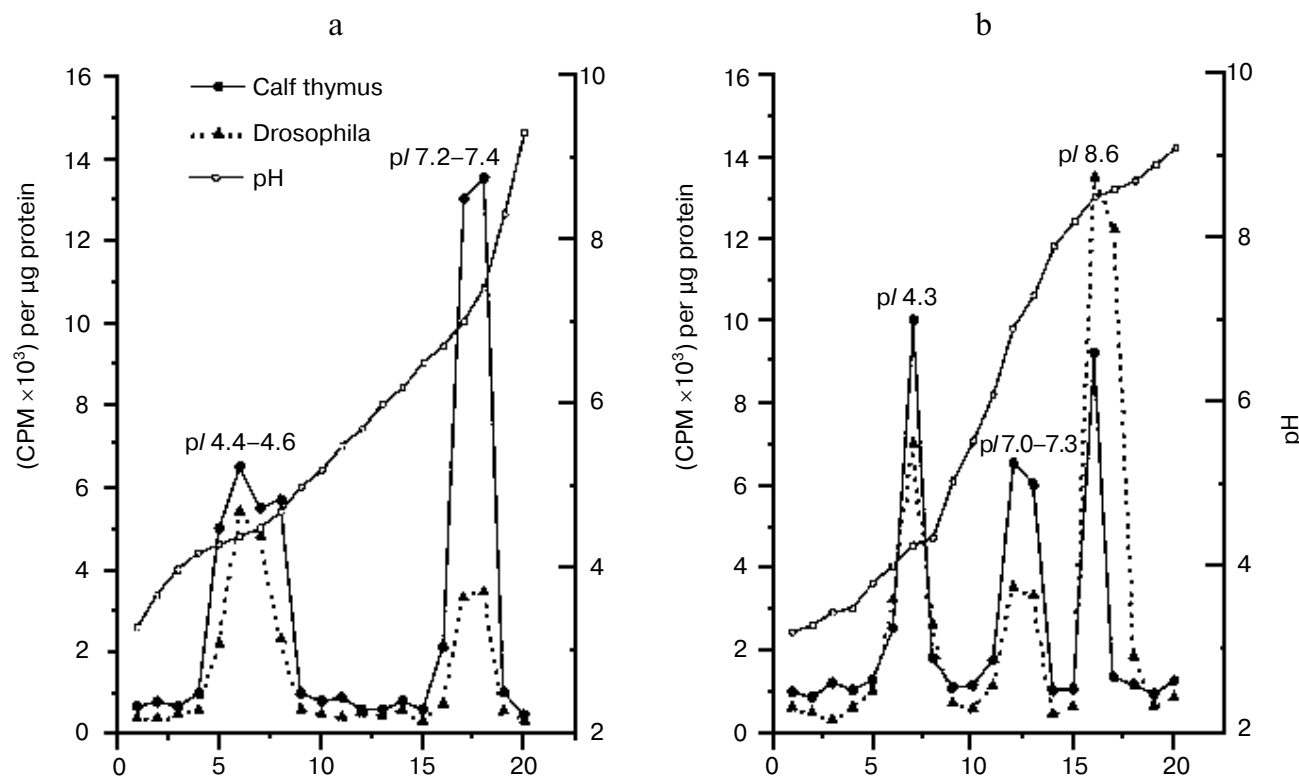 a
b
Calf thymus
Drosophila
pH
pI 7.2–7.4
pI 4.4–4.6
(CPM ×10³) per µg protein
16
14
12
10
8
6
4
2
0
10
8
6
4
2
0 5 10 15 20
pI 8.6
pI 4.3
pI 7.0–7.3
(CPM ×10³) per µg protein
16
14
12
10
8
6
4
2
0
10
8
6
4
2
pH
0 5 10 15 20